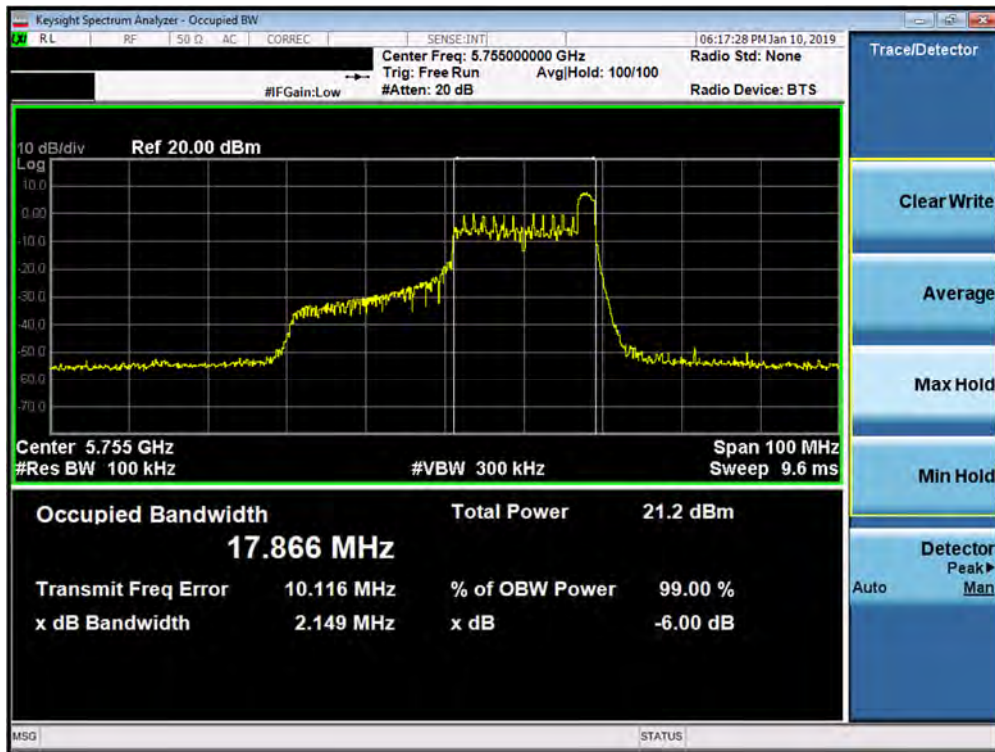 Keysight Spectrum Analyzer - Occupied BW
LXI RL RF 50 Ω AC CORREC SENSE:INT 06:17:28 PM Jan 10, 2019
Center Freq: 5.755000000 GHz Radio Std: None
Trig: Free Run Avg|Hold: 100/100
#IFGain:Low #Atten: 20 dB Radio Device: BTS
Trace/Detector
10 dB/div Ref 20.00 dBm
Log
10.0
0.00
-10.0
-20.0
-30.0
-40.0
-50.0
-60.0
-70.0
Center 5.755 GHz Span 100 MHz
#Res BW 100 kHz #VBW 300 kHz Sweep 9.6 ms
Occupied Bandwidth Total Power 21.2 dBm
17.866 MHz
Transmit Freq Error 10.116 MHz % of OBW Power 99.00 %
x dB Bandwidth 2.149 MHz x dB -6.00 dB
Clear Write
Average
Max Hold
Min Hold
Detector
Peak▶
Auto Man
MSG STATUS